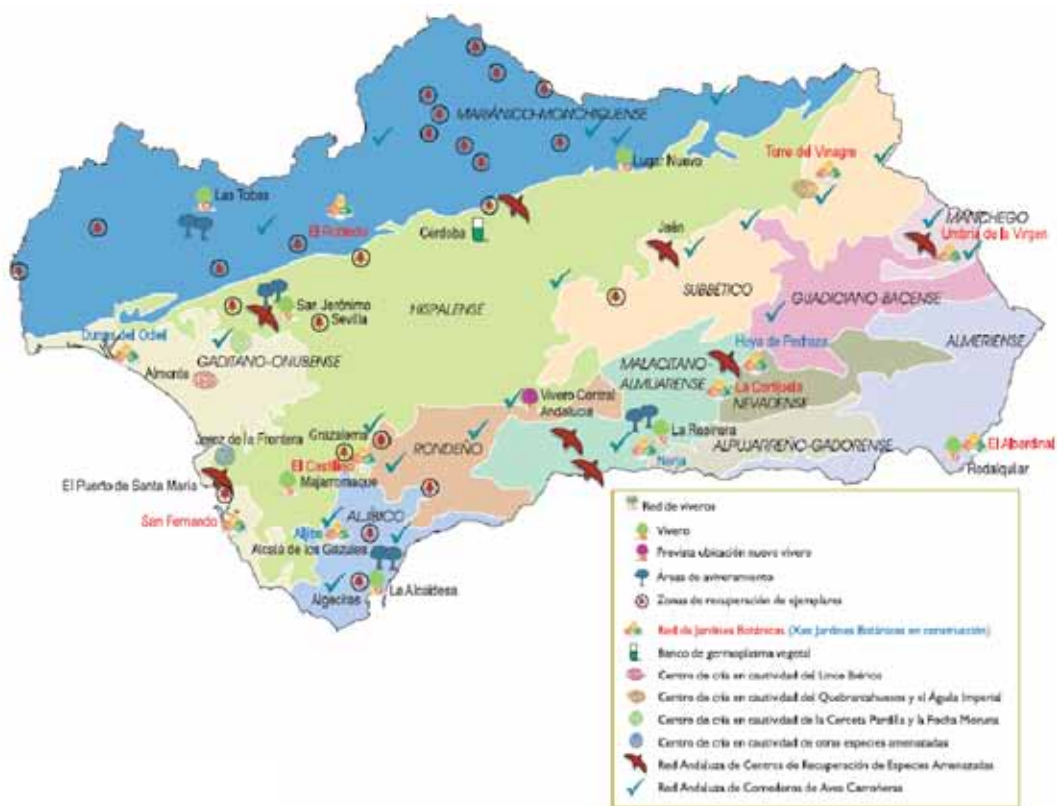 MARIÁNICO-MONCHIQUENSE
Lugar Nuevo
Torre del Vinagre
Las Tobas
El Robledo
Córdoba
Jaén
MANCHEGO
Umbría de la Virgen
San Jerónimo
Sevilla
HISPALENSE
SUBBÉTICO
GUADICIANO-BACENSE
Dunas del Odiel
GADITANO-ONUBENSE
Almonte
MALACITANO-
ALMIJARENSE
Hoya de Pedraza
ALMERIENSE
La Cortijuela
NEVADENSE
Vivero Central
Andalucía
Jerez de la Frontera
Grazalema
RONDEÑO
La Resinera
ALPUJARREÑO-GADORENSE
El Albardinal
El Castillejo
Nerja
Rodalquilar
El Puerto de Santa María
Majarromaque
San Fernando
Aljibe
ALJÍBICO
Alcalá de los Gazules
Algeciras
La Alcaidesa
Red de viveros
Vivero
Prevista ubicación nuevo vivero
Áreas de aviveramiento
Zonas de recuperación de ejemplares
Red de Jardines Botánicos (Xxx Jardines Botánicos en construcción)
Banco de germoplasma vegetal
Centro de cría en cautividad del Lince Ibérico
Centro de cría en cautividad del Quebrantahuesos y el Águila Imperial
Centro de cría en cautividad de la Cerceta Pardilla y la Focha Moruna
Centro de cría en cautividad de otras especies amenazadas
Red Andaluza de Centros de Recuperación de Especies Amenazadas
Red Andaluza de Comederos de Aves Carroñeras